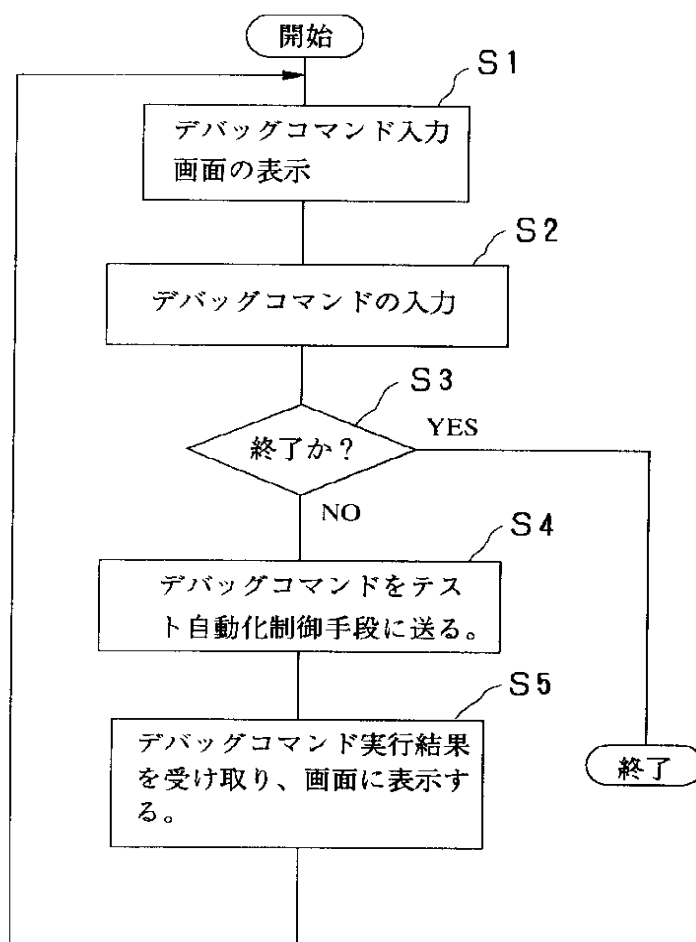 開始
S1
デバッグコマンド入力
画面の表示
S2
デバッグコマンドの入力
S3
終了か?
YES
NO
S4
デバッグコマンドをテス
ト自動化制御手段に送る。
S5
デバッグコマンド実行結果
を受け取り、画面に表示す
る。
終了